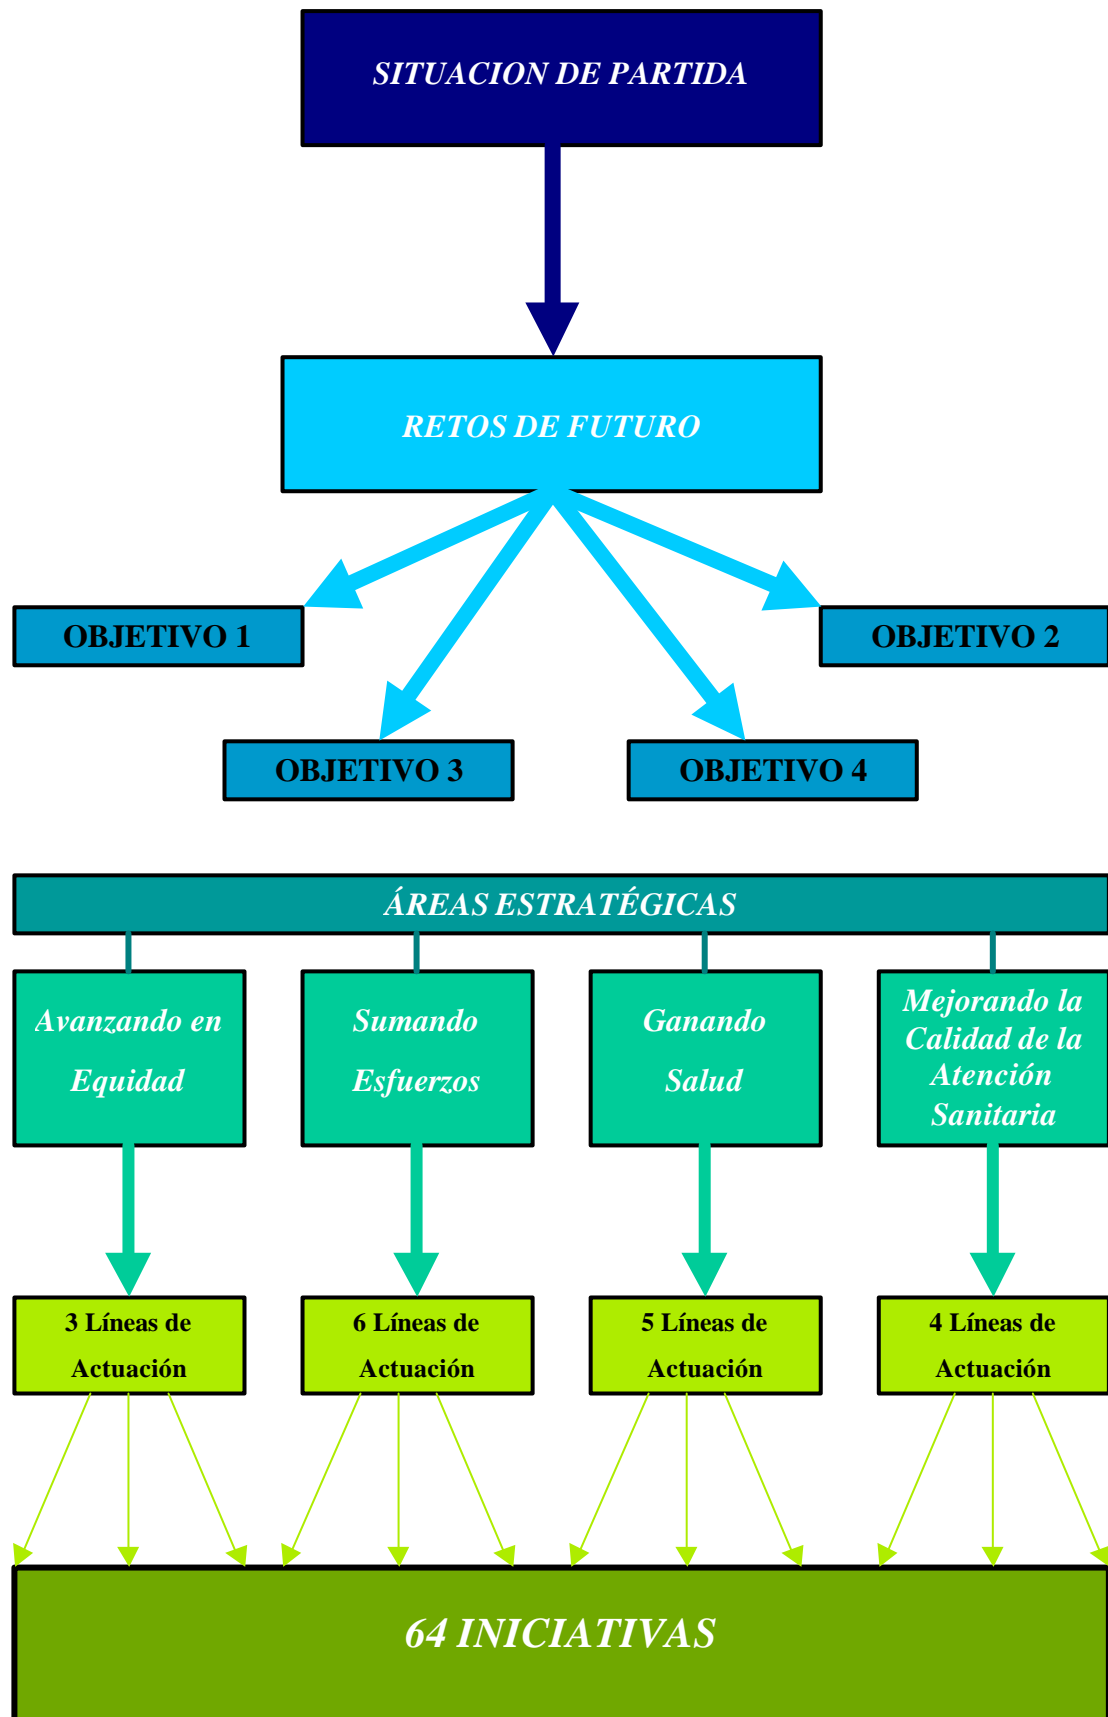 SITUACION DE PARTIDA
RETOS DE FUTURO
OBJETIVO 1
OBJETIVO 2
OBJETIVO 3
OBJETIVO 4
ÁREAS ESTRATÉGICAS
Avanzando en
Equidad
Sumando
Esfuerzos
Ganando
Salud
Mejorando la
Calidad de la
Atención
Sanitaria
3 Líneas de
Actuación
6 Líneas de
Actuación
5 Líneas de
Actuación
4 Líneas de
Actuación
64 INICIATIVAS